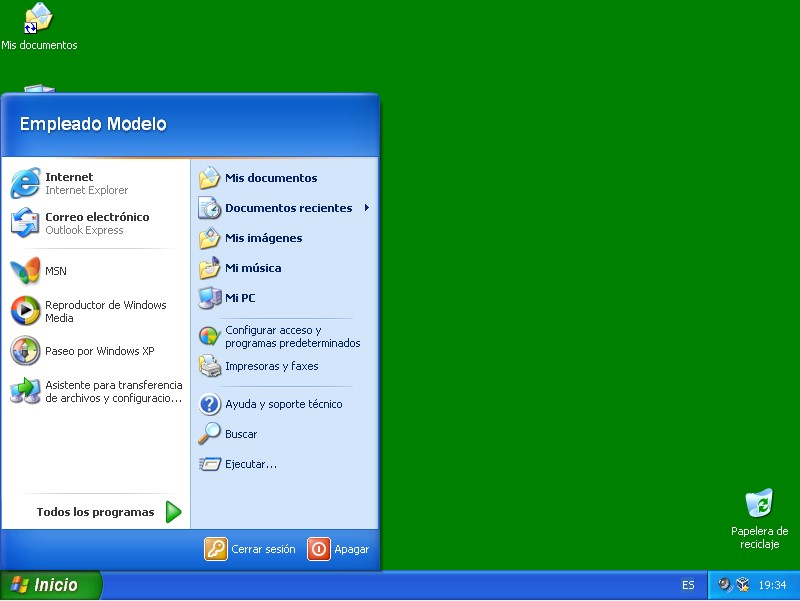 Mis documentos
Empleado Modelo
Internet
Internet Explorer
Correo electrónico
Outlook Express
MSN
Reproductor de Windows
Media
Paseo por Windows XP
Asistente para transferencia
de archivos y configuracio...
Todos los programas
Mis documentos
Documentos recientes
Mis imágenes
Mi música
Mi PC
Configurar acceso y
programas predeterminados
Impresoras y faxes
Ayuda y soporte técnico
Buscar
Ejecutar...
Cerrar sesión
Apagar
Papelera de
reciclaje
Inicio
ES
19:34